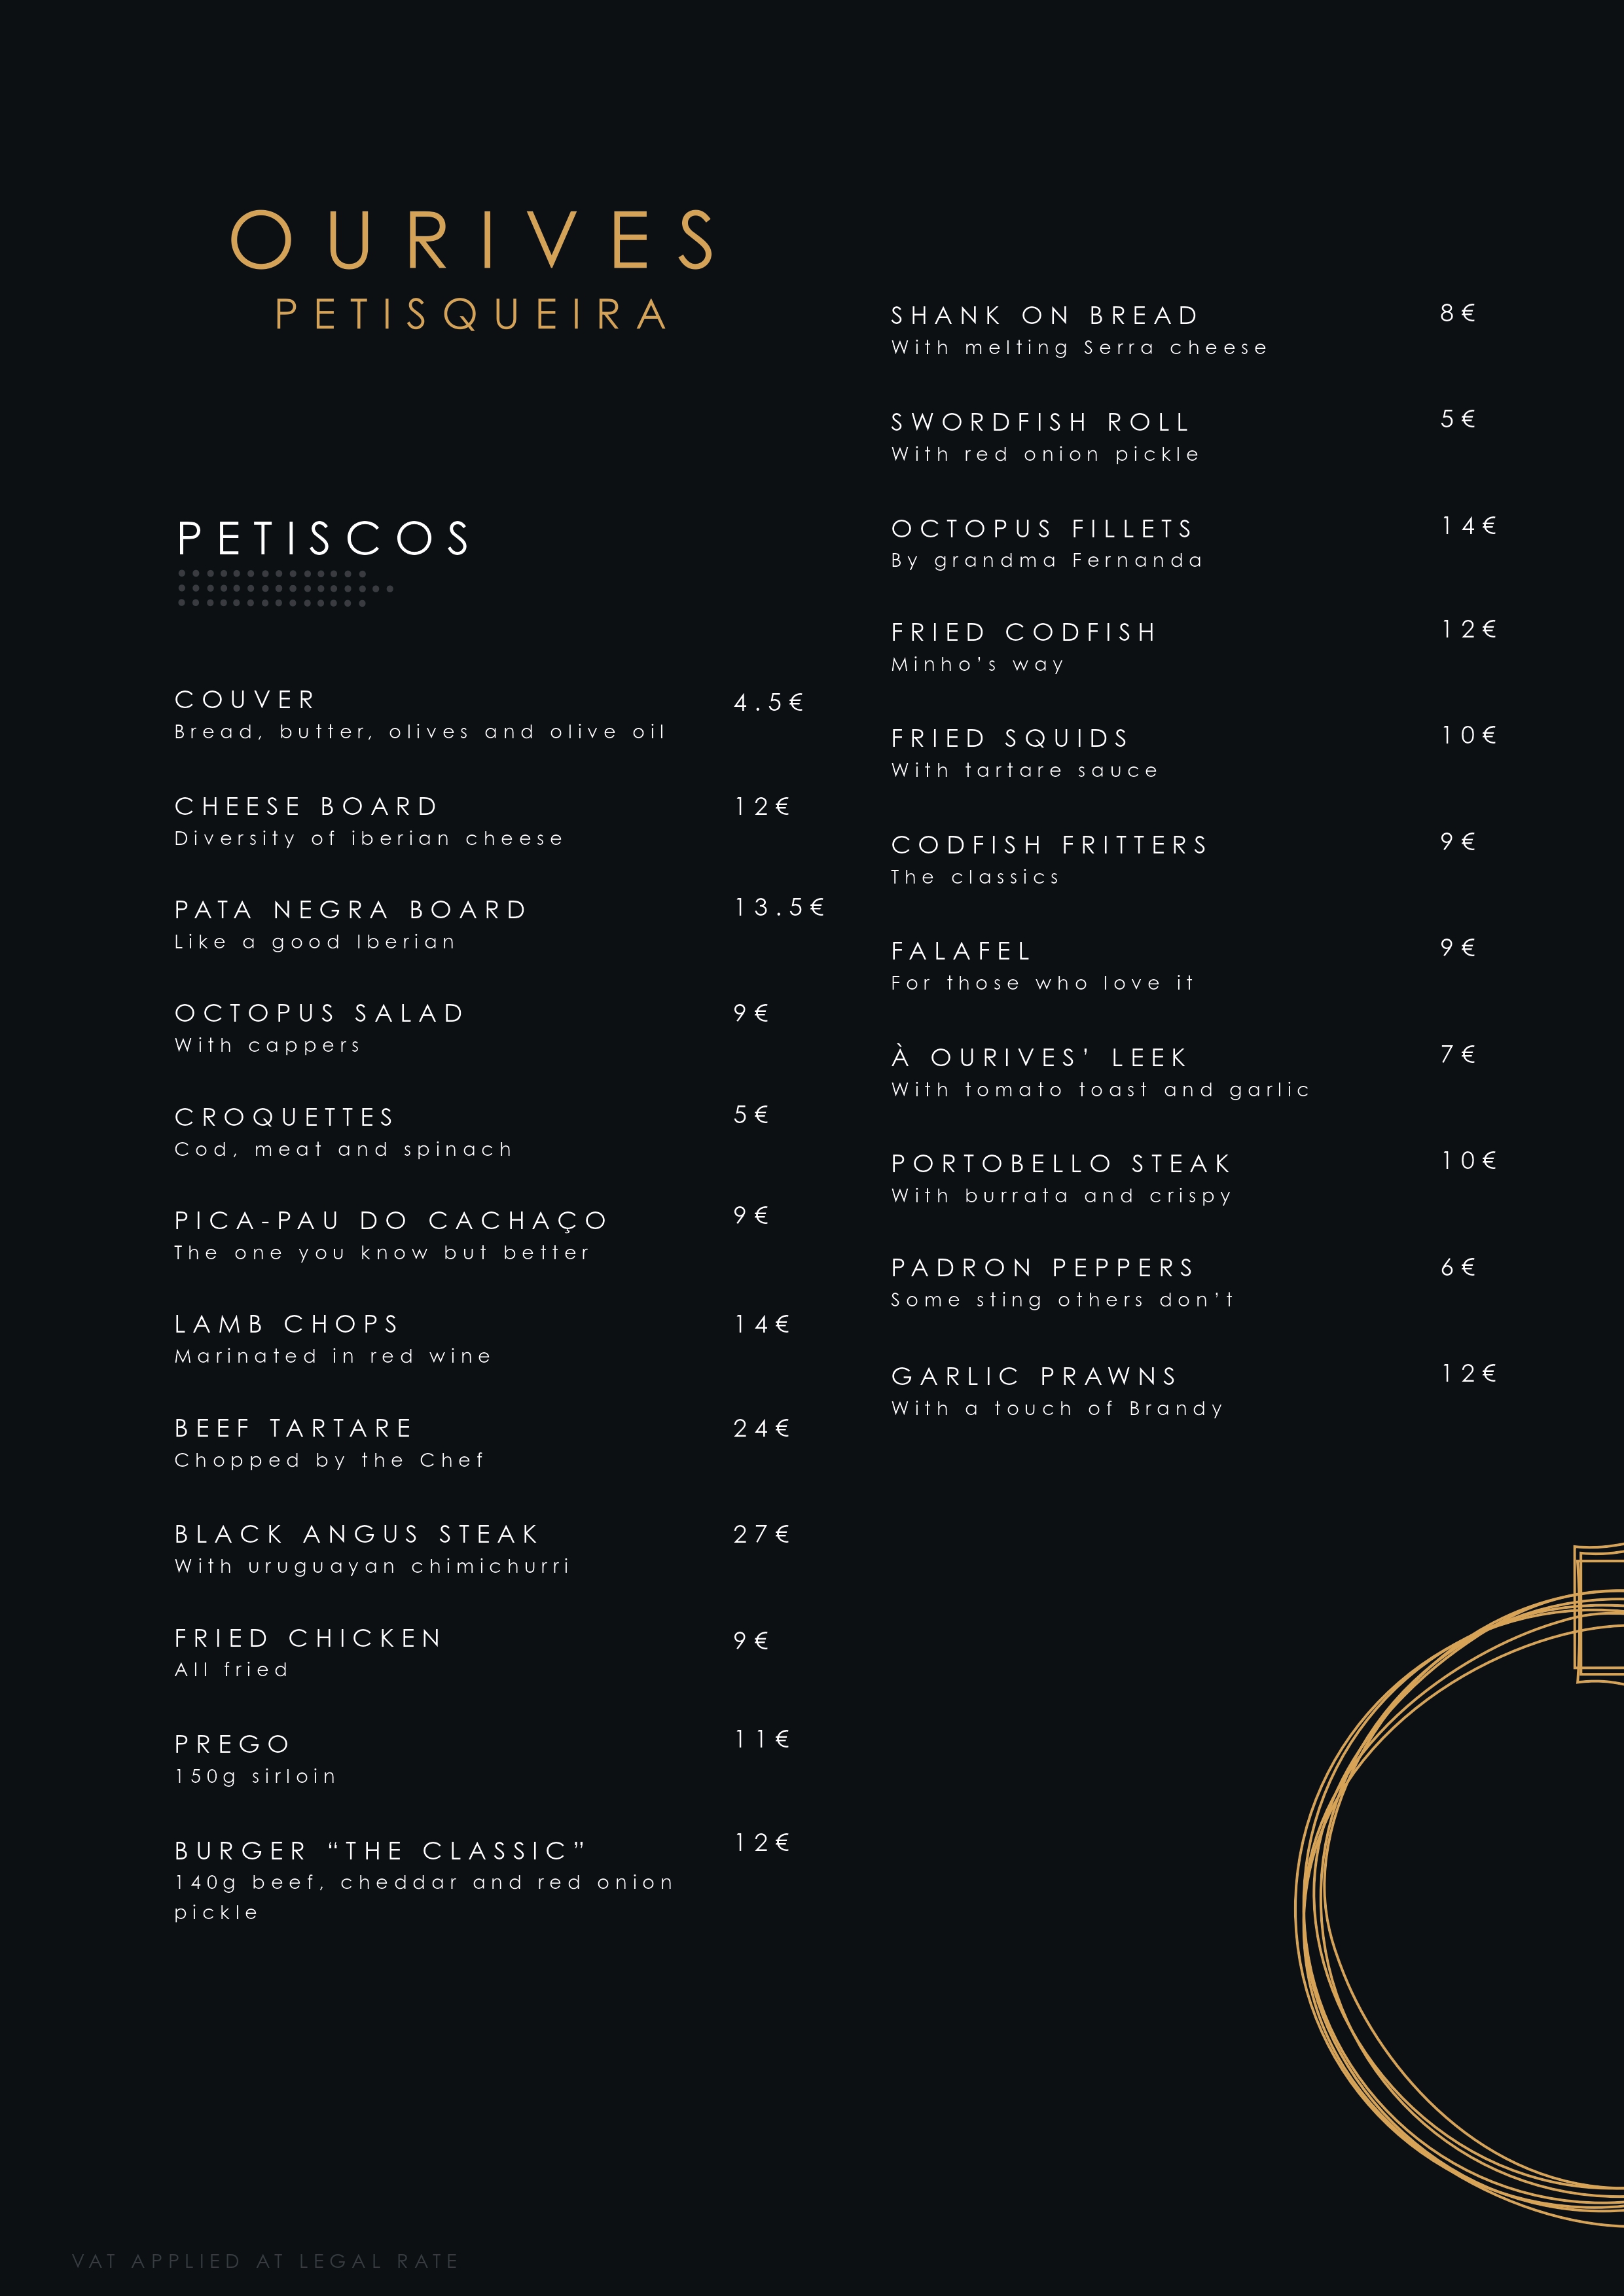 OURIVES
PETISQUEIRA
PETISCOS
COUVER 4.5€
Bread, butter, olives and olive oil
CHEESE BOARD 12€
Diversity of iberian cheese
PATA NEGRA BOARD 13.5€
Like a good Iberian
OCTOPUS SALAD 9€
With cappers
CROQUETTES 5€
Cod, meat and spinach
PICA-PAU DO CACHAÇO 9€
The one you know but better
LAMB CHOPS 14€
Marinated in red wine
BEEF TARTARE 24€
Chopped by the Chef
BLACK ANGUS STEAK 27€
With uruguayan chimichurri
FRIED CHICKEN 9€
All fried
PREGO 11€
150g sirloin
BURGER “THE CLASSIC” 12€
140g beef, cheddar and red onion
pickle
SHANK ON BREAD 8€
With melting Serra cheese
SWORDFISH ROLL 5€
With red onion pickle
OCTOPUS FILLETS 14€
By grandma Fernanda
FRIED CODFISH 12€
Minho’s way
FRIED SQUIDS 10€
With tartare sauce
CODFISH FRITTERS 9€
The classics
FALAFEL 9€
For those who love it
À OURIVES’ LEEK 7€
With tomato toast and garlic
PORTOBELLO STEAK 10€
With burrata and crispy
PADRON PEPPERS 6€
Some sting others don’t
GARLIC PRAWNS 12€
With a touch of Brandy
VAT APPLIED AT LEGAL RATE